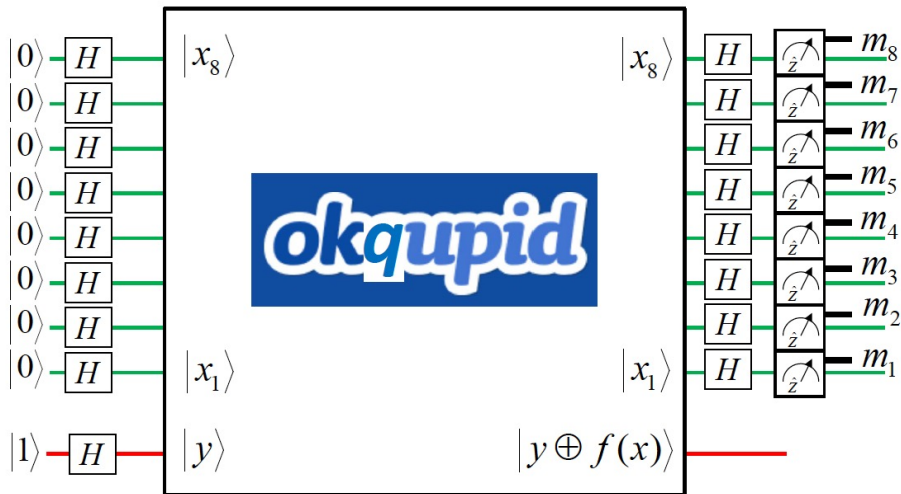 |0⟩ H |x₈⟩ |x₈⟩ H ẑ m₈
|0⟩ H H ẑ m₇
|0⟩ H H ẑ m₆
|0⟩ H H ẑ m₅
|0⟩ H okqupid H ẑ m₄
|0⟩ H H ẑ m₃
|0⟩ H H ẑ m₂
|0⟩ H |x₁⟩ |x₁⟩ H ẑ m₁
|1⟩ H |y⟩ |y ⊕ f(x)⟩